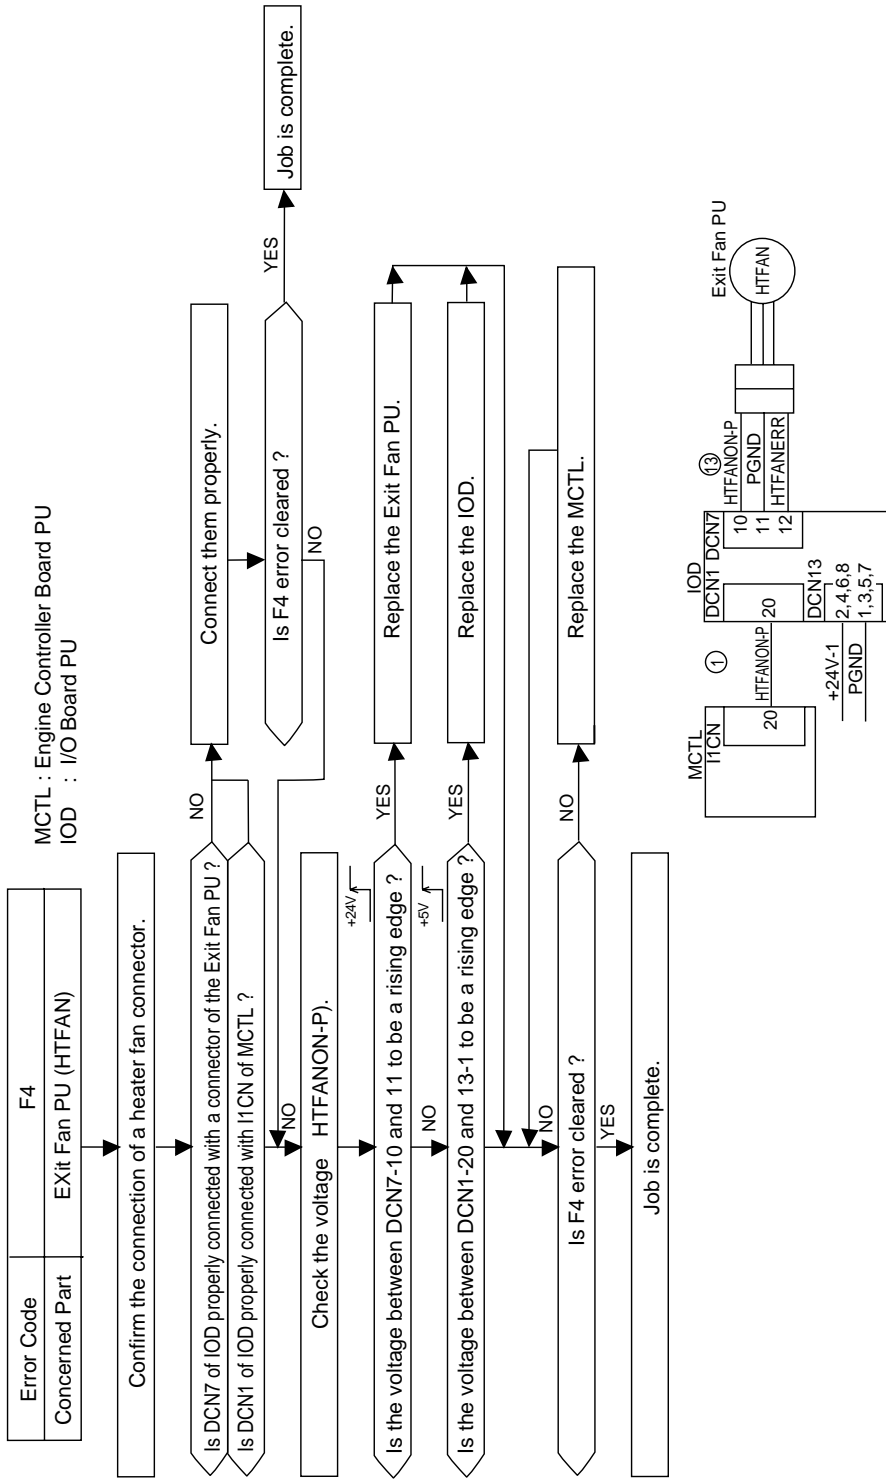 Error Code F4
Concerned Part EXit Fan PU (HTFAN)
MCTL : Engine Controller Board PU
IOD : I/O Board PU
Confirm the connection of a heater fan connector.
Is DCN7 of IOD properly connected with a connector of the Exit Fan PU ?
Is DCN1 of IOD properly connected with I1CN of MCTL ?
NO
Connect them properly.
Is F4 error cleared ?
YES
Job is complete.
NO
NO
Check the voltage HTFANON-P).
+24V
Is the voltage between DCN7-10 and 11 to be a rising edge ?
YES
Replace the Exit Fan PU.
NO
+5V
Is the voltage between DCN1-20 and 13-1 to be a rising edge ?
YES
Replace the IOD.
NO
Is F4 error cleared ?
NO
Replace the MCTL.
YES
Job is complete.
MCTL
I1CN
20
1
HTFANON-P
+24V-1
PGND
IOD
DCN1 DCN7
20
DCN13
2,4,6,8
1,3,5,7
10
11
12
13
HTFANON-P
PGND
HTFANERR
Exit Fan PU
HTFAN